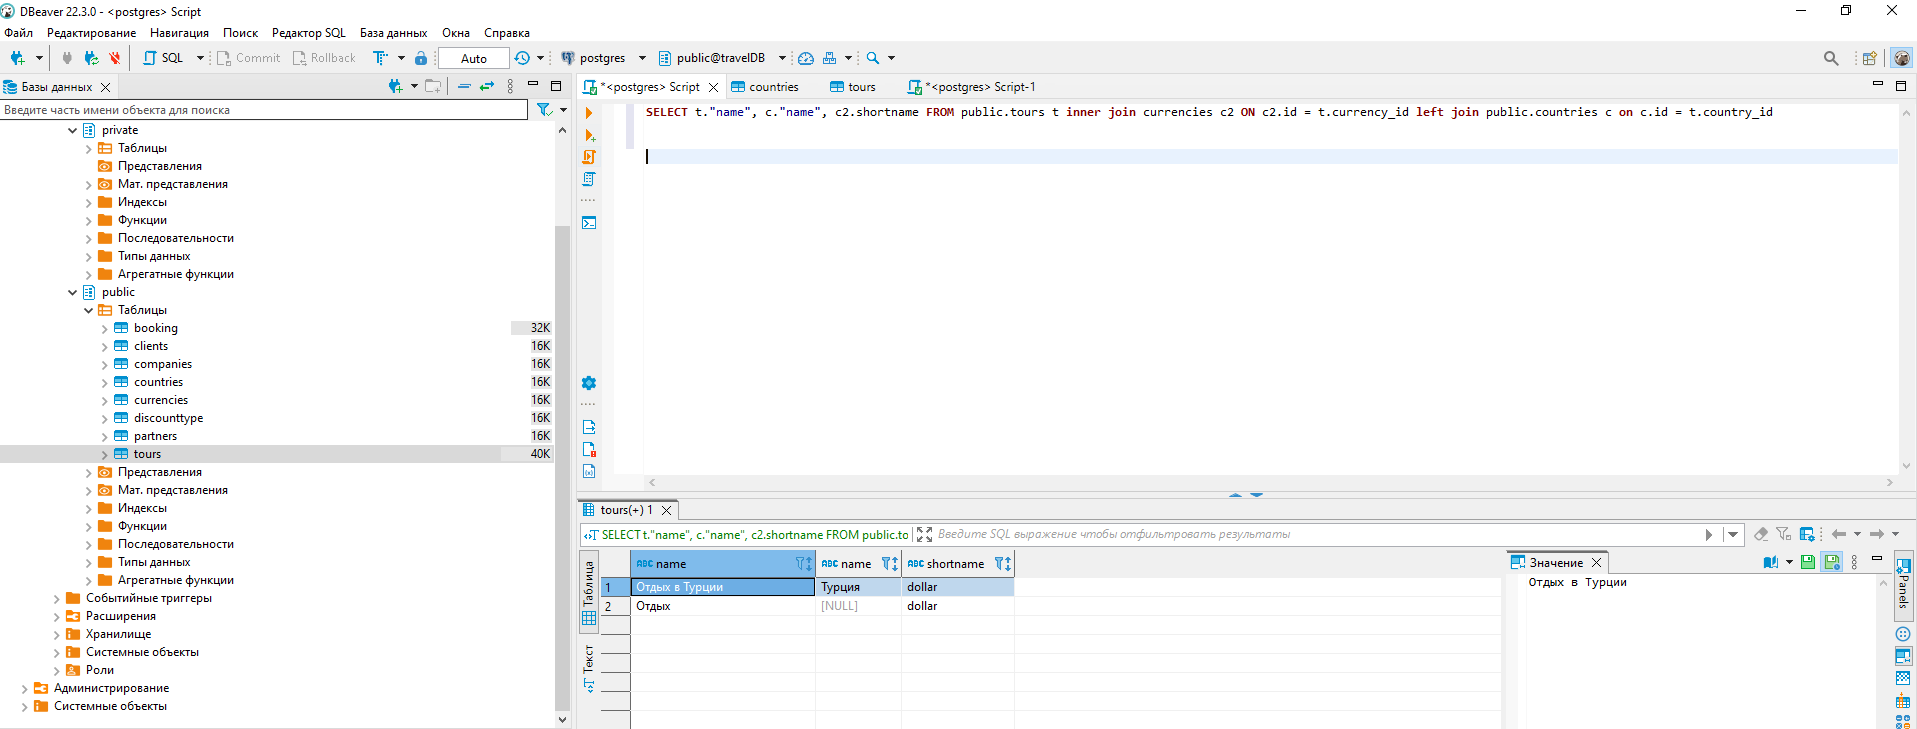 DBeaver 22.3.0 - <postgres> Script
Файл Редактирование Навигация Поиск Редактор SQL База данных Окна Справка
SQL Commit Rollback Auto postgres public@travelDB
Базы данных
Введите часть имени объекта для поиска
private
Таблицы
Представления
Мат. представления
Индексы
Функции
Последовательности
Типы данных
Агрегатные функции
public
Таблицы
booking 32K
clients 16K
companies 16K
countries 16K
currencies 16K
discounttype 16K
partners 16K
tours 40K
Представления
Мат. представления
Индексы
Функции
Последовательности
Типы данных
Агрегатные функции
Событийные триггеры
Расширения
Хранилище
Системные объекты
Роли
Администрирование
Системные объекты
*<postgres> Script countries tours *<postgres> Script-1
SELECT t."name", c."name", c2.shortname FROM public.tours t inner join currencies c2 ON c2.id = t.currency_id left join public.countries c on c.id = t.country_id
tours(+) 1
SELECT t."name", c."name", c2.shortname FROM public.to Введите SQL выражение чтобы отфильтровать результаты
Таблица
Текст
ABC name ABC name ABC shortname
1 Отдых в Турции Турция dollar
2 Отдых [NULL] dollar
Значение
Отдых в Турции
Panels